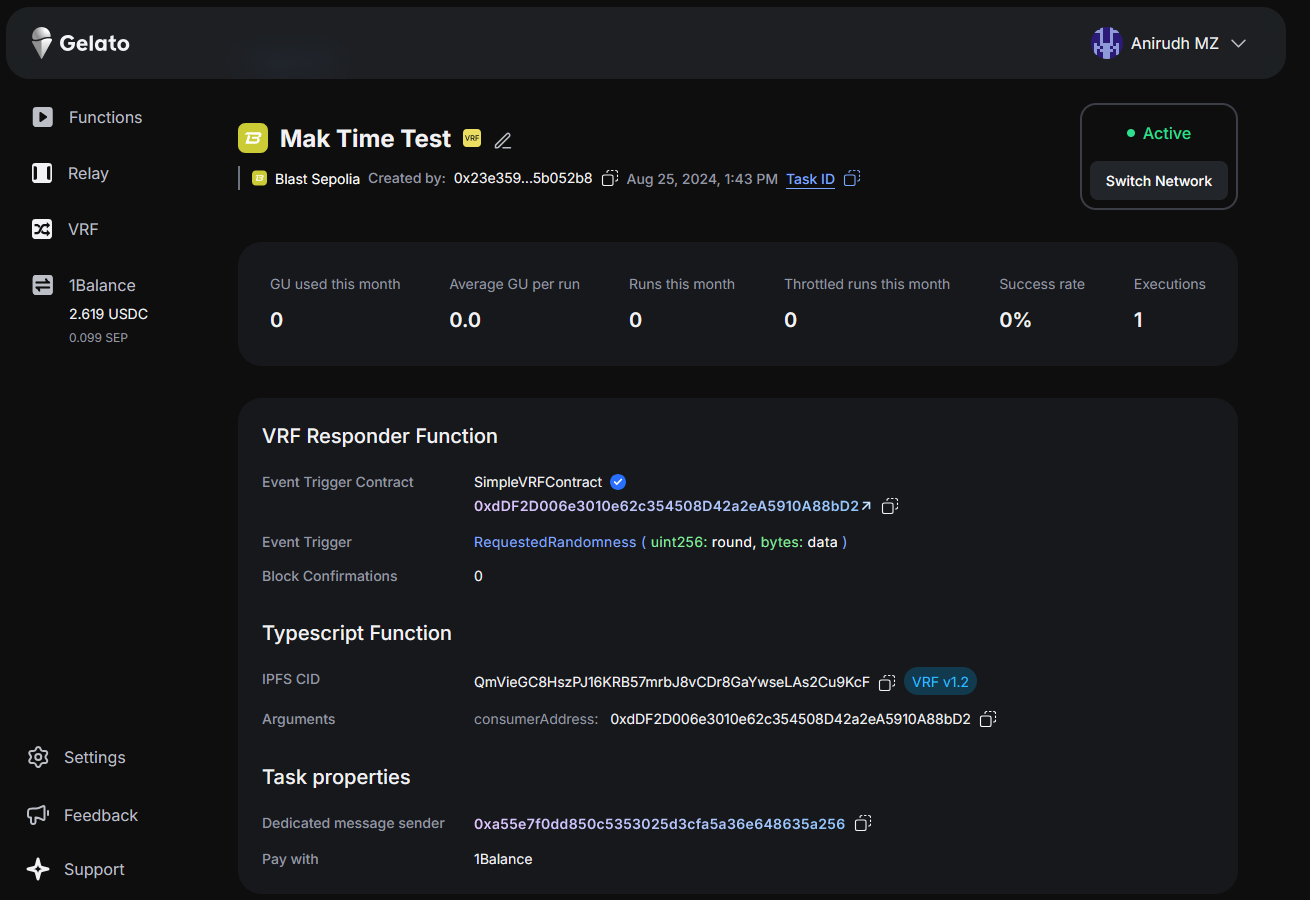 Gelato
Anirudh MZ
Functions
Relay
VRF
1Balance
2.619 USDC
0.099 SEP
Settings
Feedback
Support
Mak Time Test VRF
Blast Sepolia Created by: 0x23e359...5b052b8 Aug 25, 2024, 1:43 PM Task ID
Active
Switch Network
GU used this month
0
Average GU per run
0.0
Runs this month
0
Throttled runs this month
0
Success rate
0%
Executions
1
VRF Responder Function
Event Trigger Contract SimpleVRFContract
0xdDF2D006e3010e62c354508D42a2eA5910A88bD2
Event Trigger RequestedRandomness ( uint256: round, bytes: data )
Block Confirmations 0
Typescript Function
IPFS CID QmVieGC8HszPJ16KRB57mrbJ8vCDr8GaYwseLAs2Cu9KcF VRF v1.2
Arguments consumerAddress: 0xdDF2D006e3010e62c354508D42a2eA5910A88bD2
Task properties
Dedicated message sender 0xa55e7f0dd850c5353025d3cfa5a36e648635a256
Pay with 1Balance